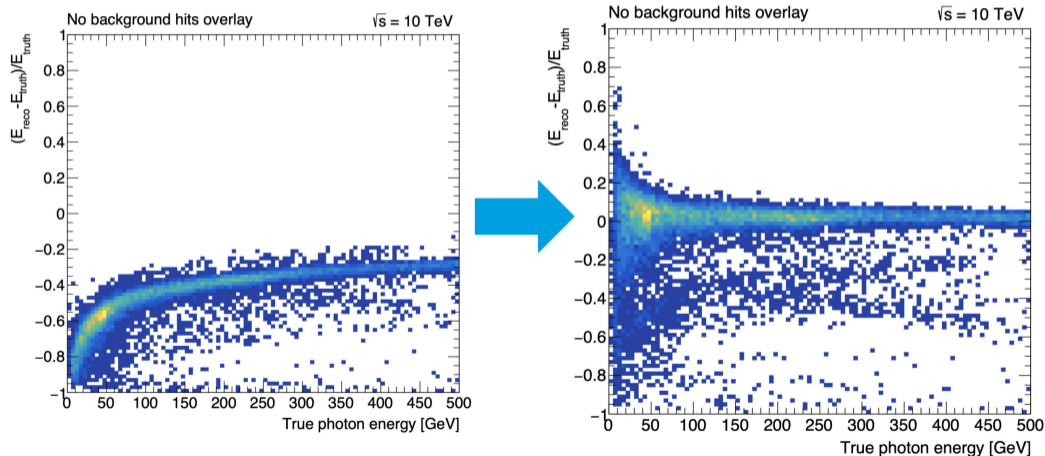 No background hits overlay
√s = 10 TeV
(E_reco-E_truth)/E_truth
1
0.8
0.6
0.4
0.2
0
−0.2
−0.4
−0.6
−0.8
−1
0 50 100 150 200 250 300 350 400 450 500
True photon energy [GeV]
No background hits overlay
√s = 10 TeV
(E_reco-E_truth)/E_truth
1
0.8
0.6
0.4
0.2
0
−0.2
−0.4
−0.6
−0.8
−1
0 50 100 150 200 250 300 350 400 450 500
True photon energy [GeV]